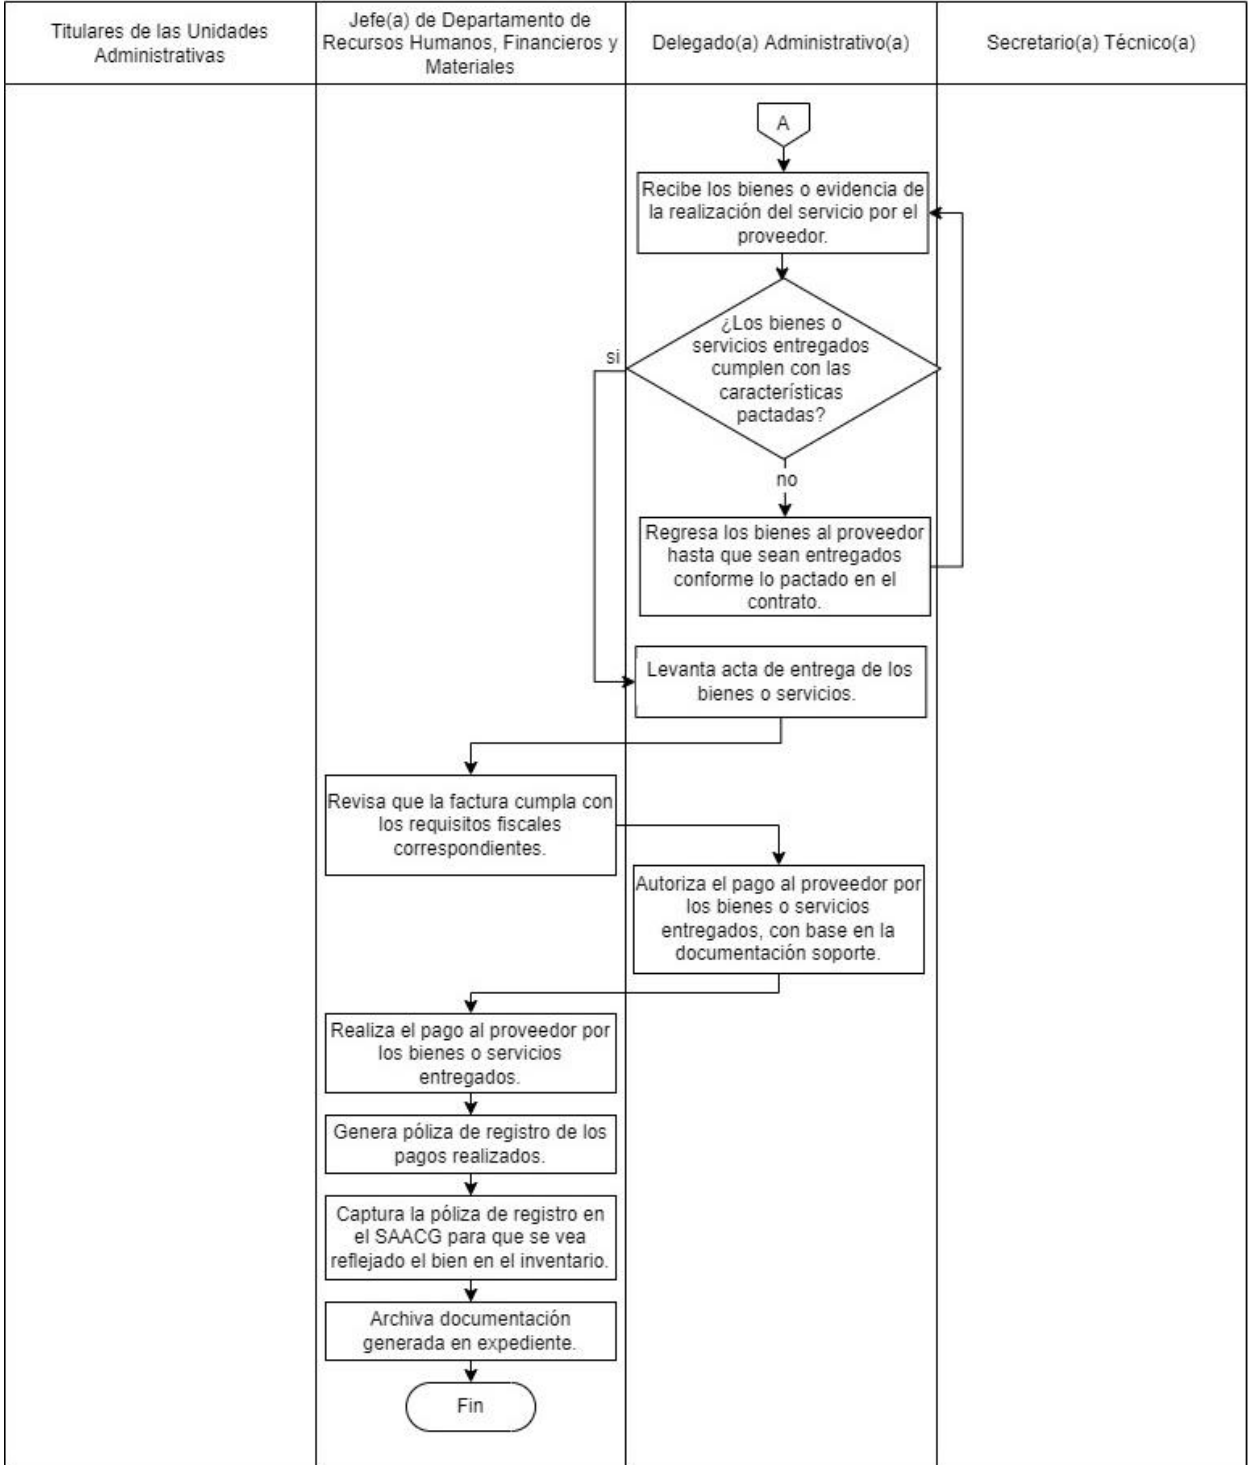 Titulares de las Unidades
Administrativas
Jefe(a) de Departamento de
Recursos Humanos, Financieros y
Materiales
Delegado(a) Administrativo(a)
Secretario(a) Técnico(a)
A
Recibe los bienes o evidencia de
la realización del servicio por el
proveedor.
¿Los bienes o
servicios entregados
cumplen con las
características
pactadas?
si
no
Regresa los bienes al proveedor
hasta que sean entregados
conforme lo pactado en el
contrato.
Levanta acta de entrega de los
bienes o servicios.
Revisa que la factura cumpla con
los requisitos fiscales
correspondientes.
Autoriza el pago al proveedor por
los bienes o servicios
entregados, con base en la
documentación soporte.
Realiza el pago al proveedor por
los bienes o servicios
entregados.
Genera póliza de registro de los
pagos realizados.
Captura la póliza de registro en
el SAACG para que se vea
reflejado el bien en el inventario.
Archiva documentación
generada en expediente.
Fin